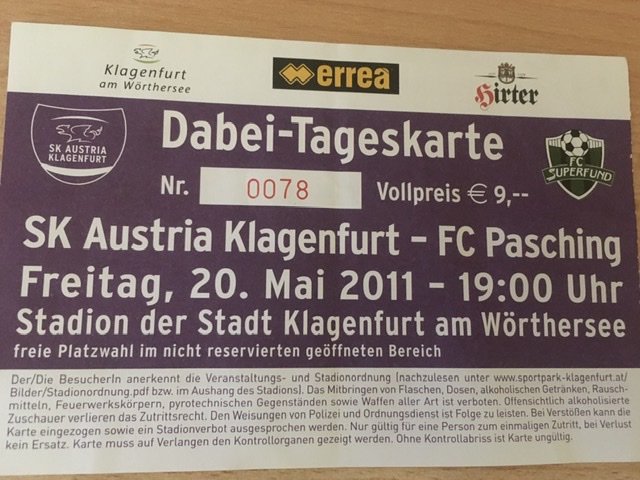 Klagenfurt
am Wörthersee
errea
Hirter
SK AUSTRIA
KLAGENFURT
Dabei-Tageskarte
FC
SUPERFUND
Nr. 0078 Vollpreis € 9,--
SK Austria Klagenfurt – FC Pasching
Freitag, 20. Mai 2011 – 19:00 Uhr
Stadion der Stadt Klagenfurt am Wörthersee
freie Platzwahl im nicht reservierten geöffneten Bereich
Der/Die BesucherIn anerkennt die Veranstaltungs- und Stadionordnung (nachzulesen unter www.sportpark-klagenfurt.at/
Bilder/Stadionordnung.pdf bzw. im Aushang des Stadions). Das Mitbringen von Flaschen, Dosen, alkoholischen Getränken, Rausch-
mitteln, Feuerwerkskörpern, pyrotechnischen Gegenständen sowie Waffen aller Art ist verboten. Offensichtlich alkoholisierte
Zuschauer verlieren das Zutrittsrecht. Den Weisungen von Polizei und Ordnungsdienst ist Folge zu leisten. Bei Verstößen kann die
Karte eingezogen sowie ein Stadionverbot ausgesprochen werden. Nur gültig für eine Person zum einmaligen Zutritt, bei Verlust
kein Ersatz. Karte muss auf Verlangen den Kontrollorganen gezeigt werden. Ohne Kontrollabriss ist Karte ungültig.